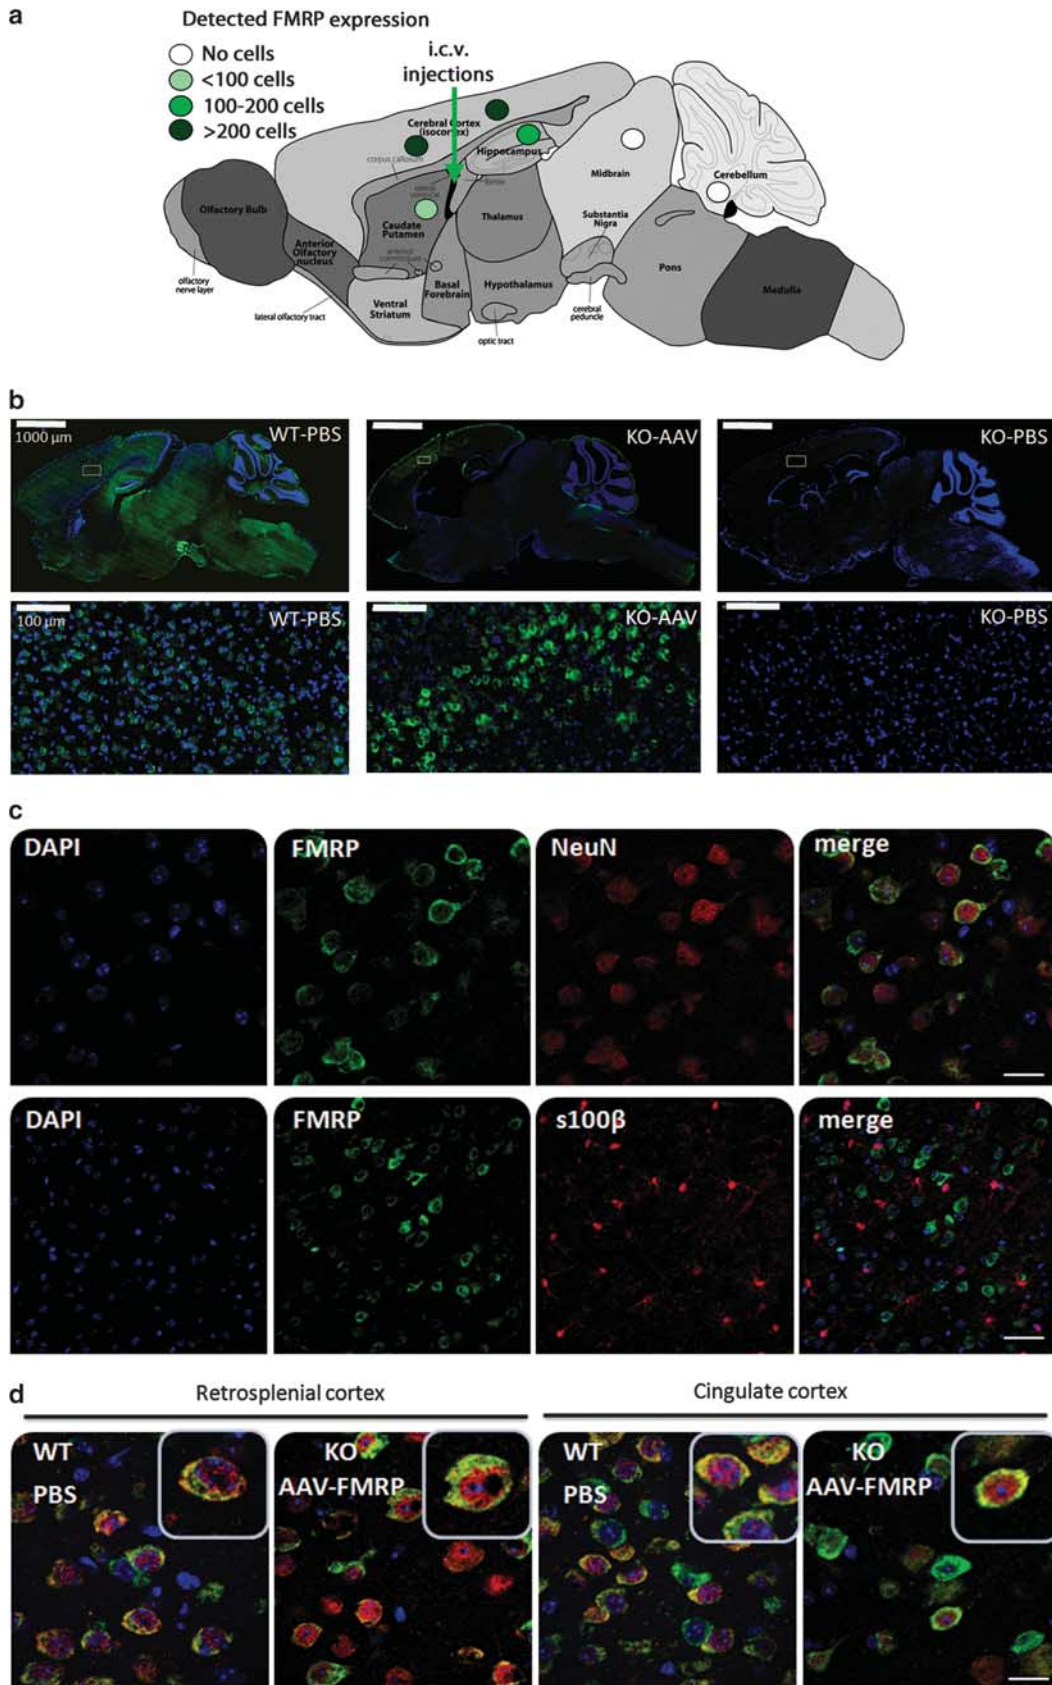 a
Detected FMRP expression
No cells
<100 cells
100-200 cells
>200 cells
i.c.v.
injections
Cerebral Cortex
(isocortex)
corpus callosum
Hippocampus
Midbrain
Cerebellum
Olfactory Bulb
Caudate
Putamen
Thalamus
Substantia
Nigra
Anterior
Olfactory
nucleus
anterior
commissure
Basal
Forebrain
Hypothalamus
Pons
Medulla
olfactory
nerve layer
lateral olfactory tract
Ventral
Striatum
optic tract
cerebral
peduncle
b
1000 µm
WT-PBS
KO-AAV
KO-PBS
100 µm
WT-PBS
KO-AAV
KO-PBS
c
DAPI
FMRP
NeuN
merge
DAPI
FMRP
s100β
merge
d
Retrosplenial cortex
Cingulate cortex
WT
PBS
KO
AAV-FMRP
WT
PBS
KO
AAV-FMRP